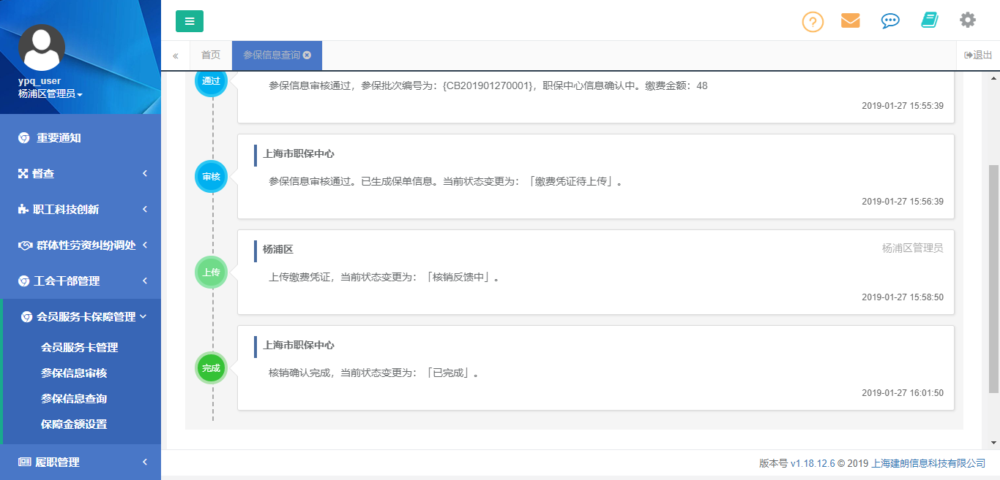 ypq_user
杨浦区管理员
重要通知
督查
职工科技创新
群体性劳资纠纷调处
工会干部管理
会员服务卡保障管理
会员服务卡管理
参保信息审核
参保信息查询
保障金额设置
履职管理
首页
参保信息查询
退出
通过
参保信息审核通过，参保批次编号为：{CB201901270001}，职保中心信息确认中。缴费金额：48
2019-01-27 15:55:39
审核
上海市职保中心
参保信息审核通过。已生成保单信息。当前状态变更为：「缴费凭证待上传」。
2019-01-27 15:56:39
上传
杨浦区
杨浦区管理员
上传缴费凭证，当前状态变更为：「核销反馈中」。
2019-01-27 15:58:50
完成
上海市职保中心
核销确认完成，当前状态变更为：「已完成」。
2019-01-27 16:01:50
版本号 v1.18.12.6 © 2019 上海建朗信息科技有限公司